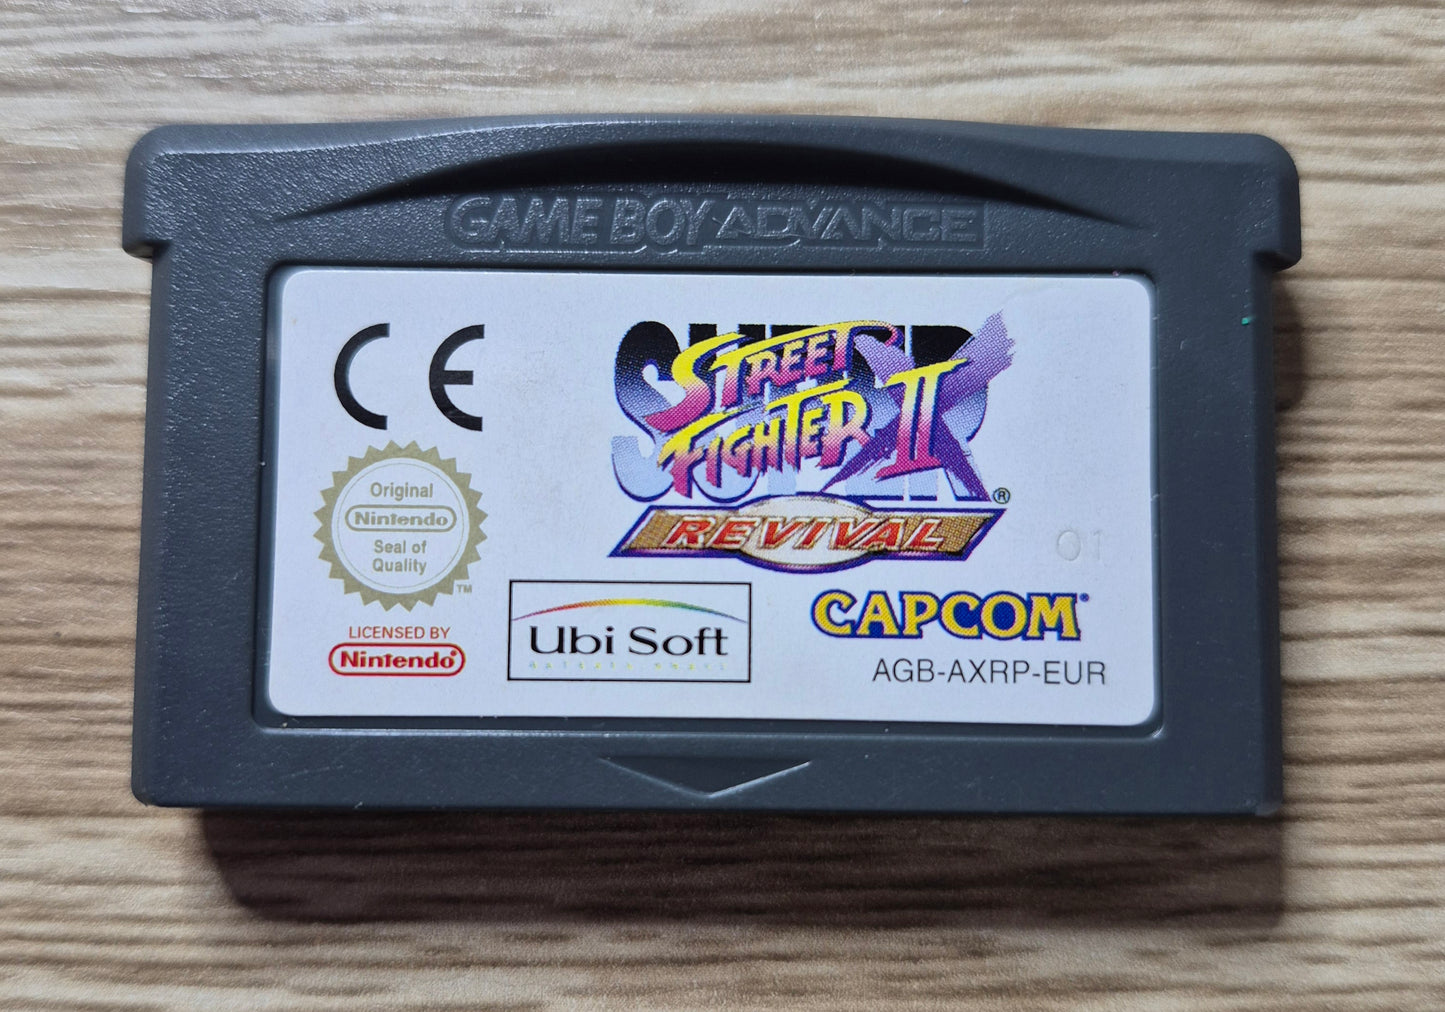 GAME BOY ADVANCE
CE
SUPER
STREET
FIGHTER II
X
®
REVIVAL
Original
Nintendo
Seal of
Quality
TM
01
LICENSED BY
Nintendo®
Ubi Soft
CAPCOM®
AGB-AXRP-EUR